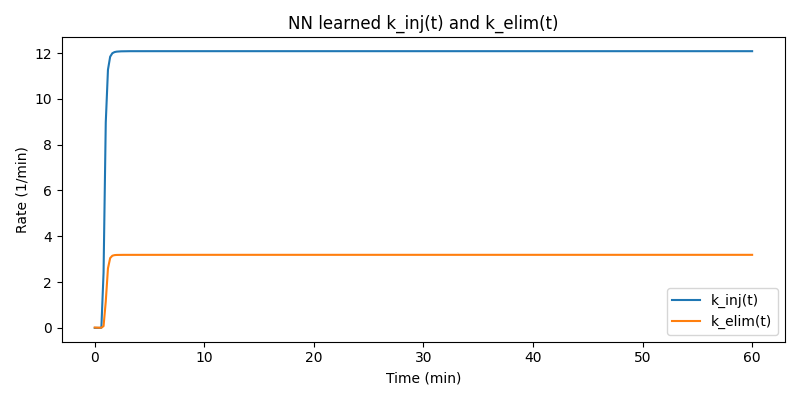 NN learned k_inj(t) and k_elim(t)
12
10
8
6
4
2
0
Rate (1/min)
k_inj(t)
k_elim(t)
0 10 20 30 40 50 60
Time (min)